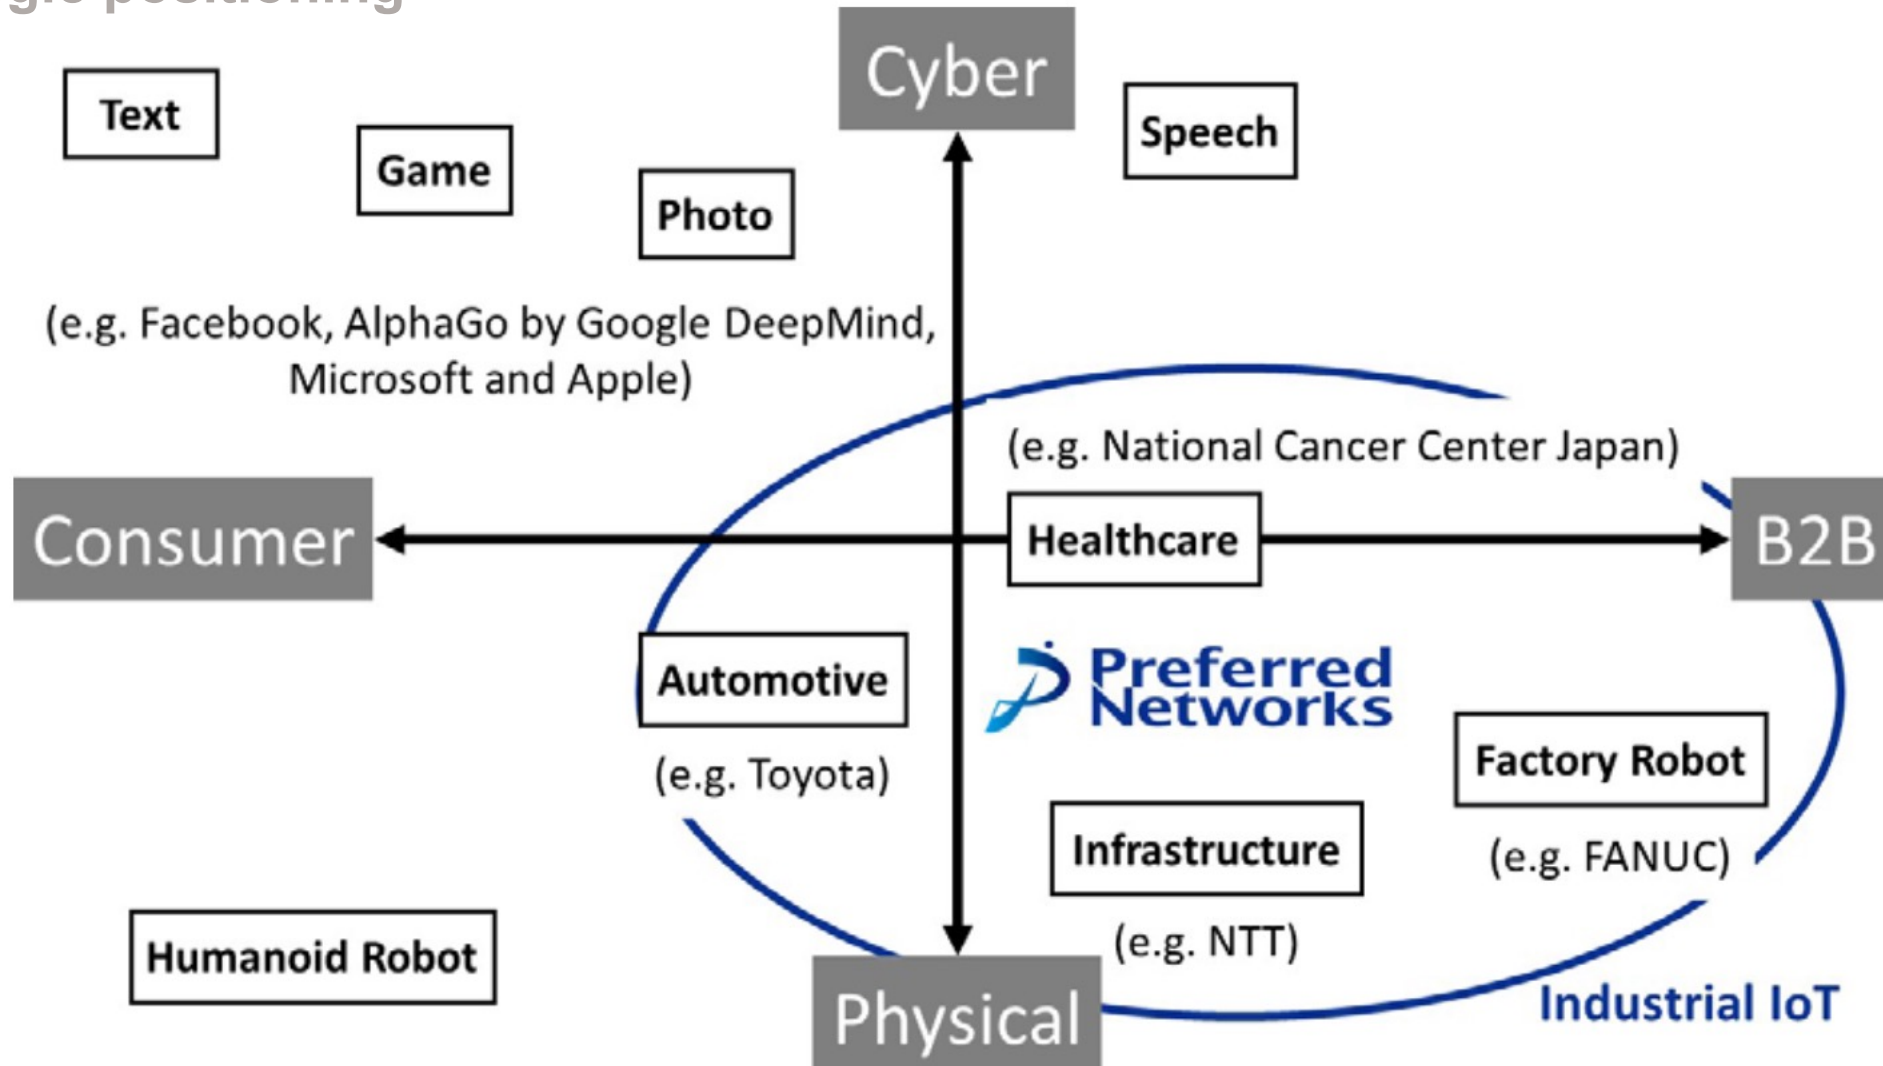 positioning
Cyber
Text
Speech
Game
Photo
(e.g. Facebook, AlphaGo by Google DeepMind,
Microsoft and Apple)
(e.g. National Cancer Center Japan)
Consumer
Healthcare
B2B
Automotive
Preferred
Networks
(e.g. Toyota)
Factory Robot
Infrastructure
(e.g. FANUC)
Humanoid Robot
(e.g. NTT)
Physical
Industrial IoT